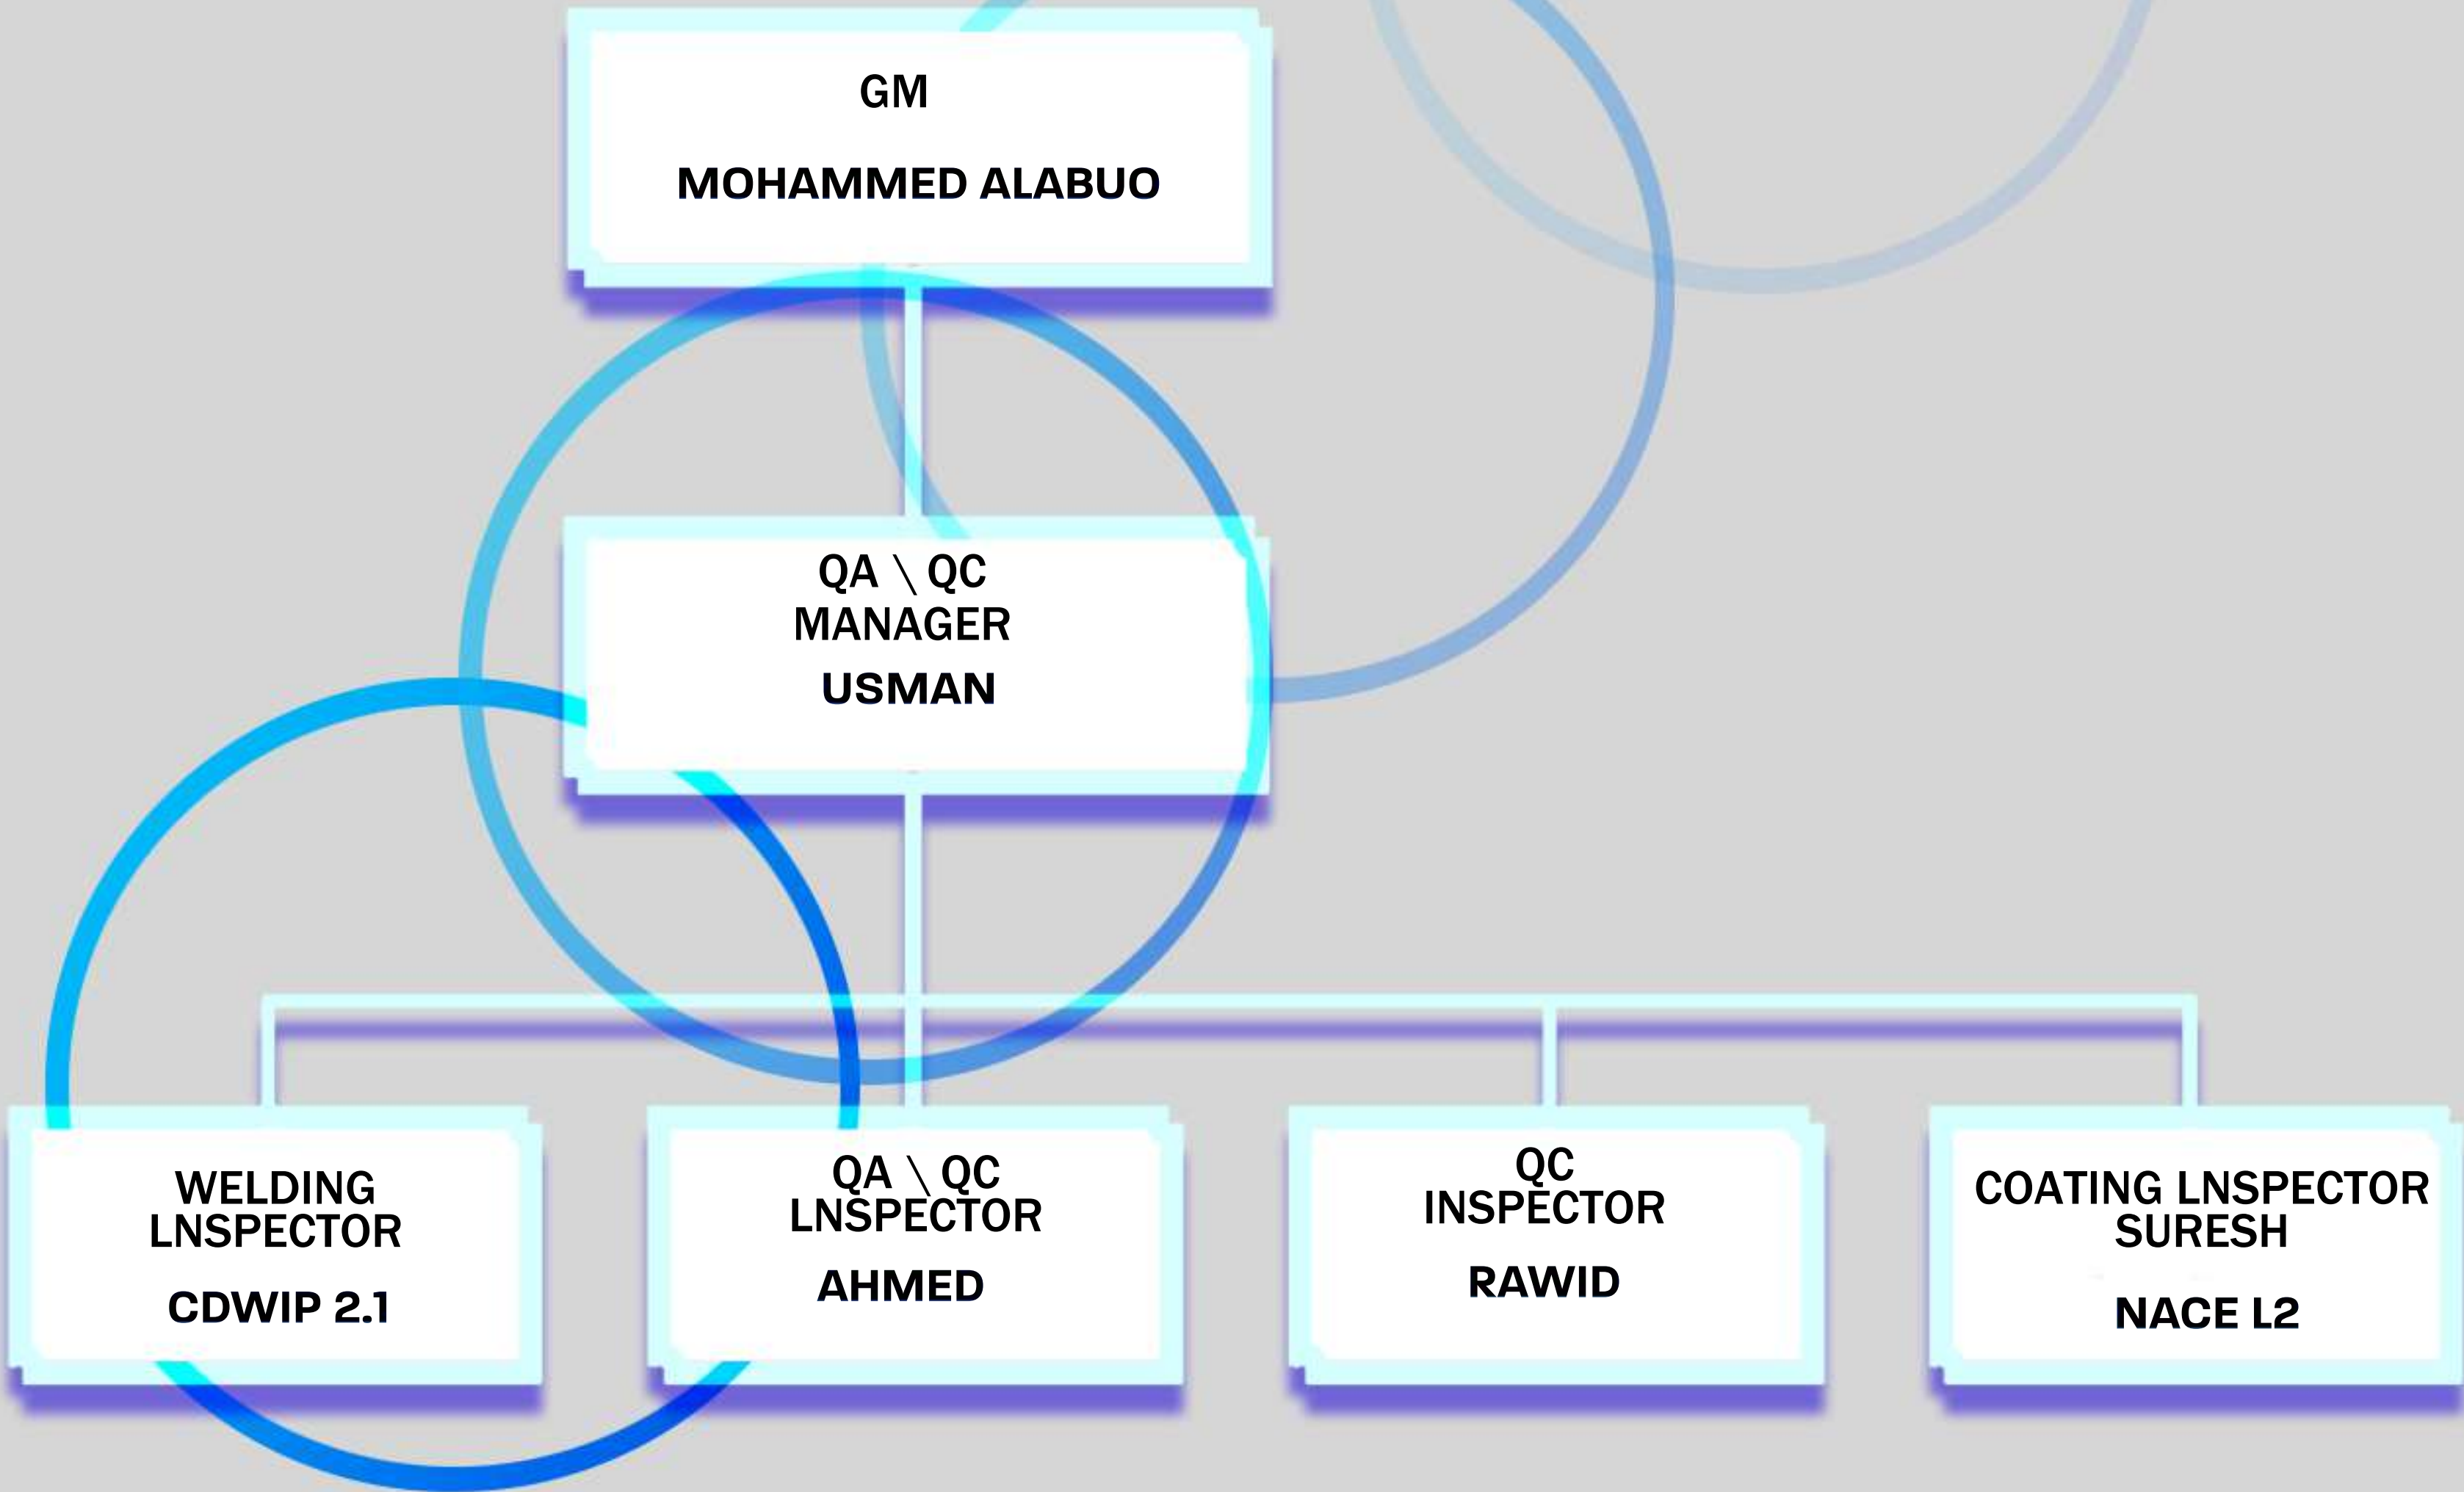 GM
MOHAMMED ALABUO
QA \ QC
MANAGER
USMAN
WELDING
LNSPECTOR
CDWIP 2.1
QA \ QC
LNSPECTOR
AHMED
QC
INSPECTOR
RAWID
COATING LNSPECTOR
SURESH
NACE L2